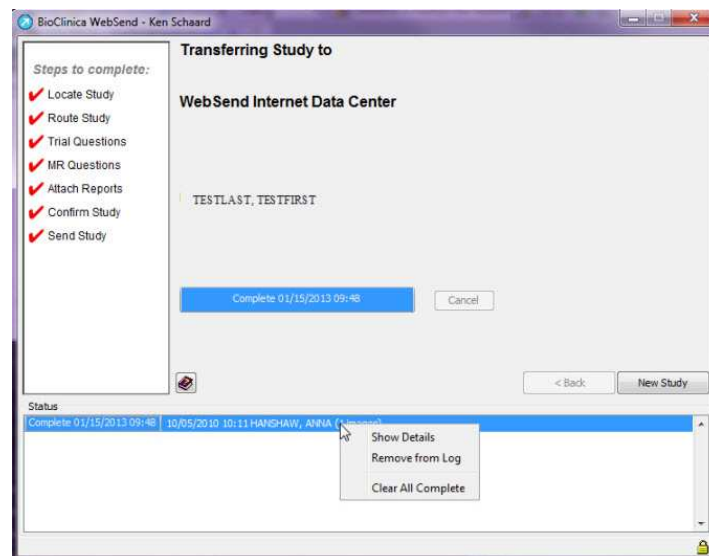 BioClinica WebSend - Ken Schaard
Steps to complete:
Locate Study
Route Study
Trial Questions
MR Questions
Attach Reports
Confirm Study
Send Study
Transferring Study to
WebSend Internet Data Center
TESTLAST, TESTFIRST
Complete 01/15/2013 09:48
Cancel
< Back
New Study
Status
Complete 01/15/2013 09:48 10/05/2010 10:11 HANSHAW, ANNA
Show Details
Remove from Log
Clear All Complete